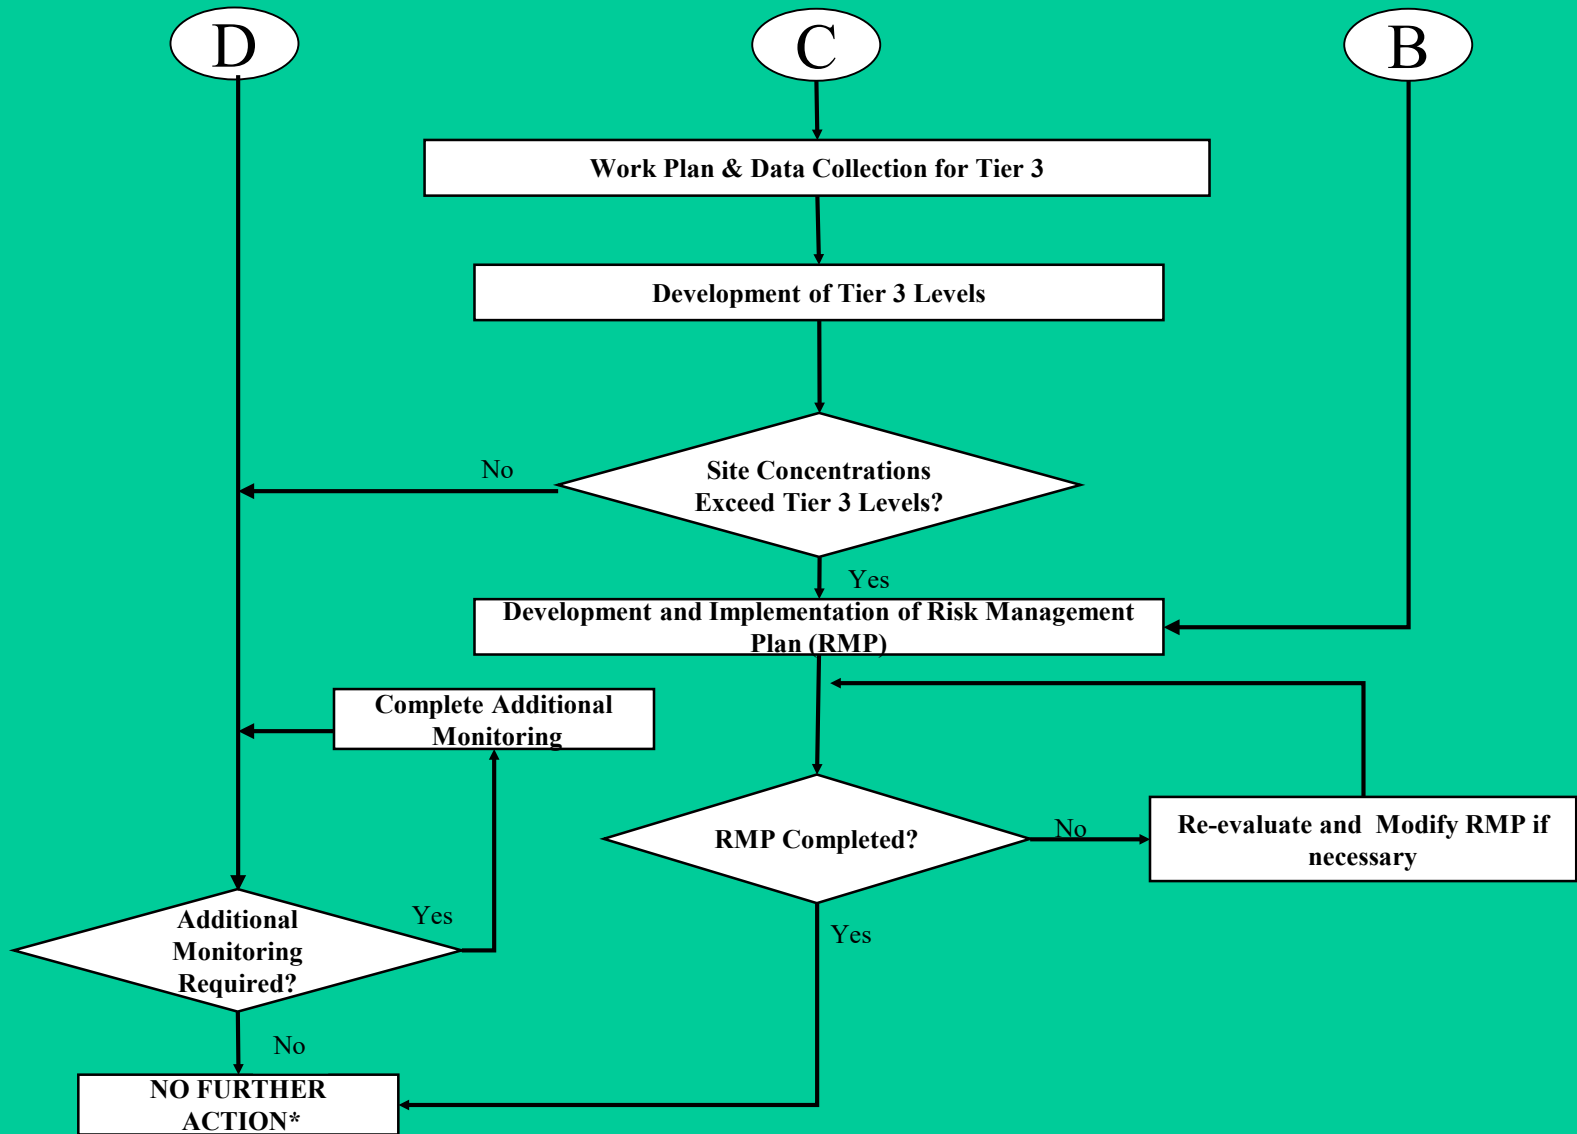 D
C
B
Work Plan & Data Collection for Tier 3
Development of Tier 3 Levels
No
Site Concentrations
Exceed Tier 3 Levels?
Yes
Development and Implementation of Risk Management
Plan (RMP)
Complete Additional
Monitoring
RMP Completed?
No
Re-evaluate and  Modify RMP if
necessary
Additional
Monitoring
Required?
Yes
Yes
No
NO FURTHER
ACTION*